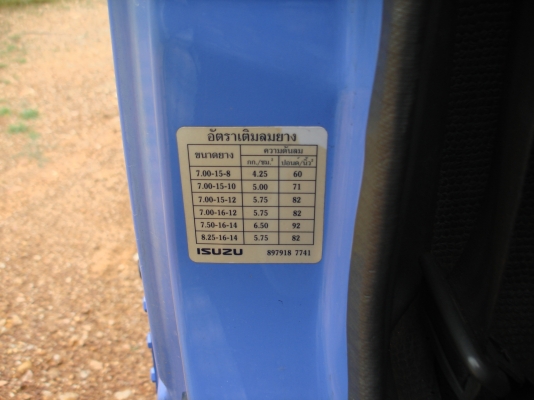 อัตราเติมลมยาง
ขนาดยาง ความดันลม
กก./ซม.² ปอนด์/นิ้ว²
7.00-15-8 4.25 60
7.00-15-10 5.00 71
7.00-15-12 5.75 82
7.00-16-12 5.75 82
7.50-16-14 6.50 92
8.25-16-14 5.75 82
ISUZU 897918 7741